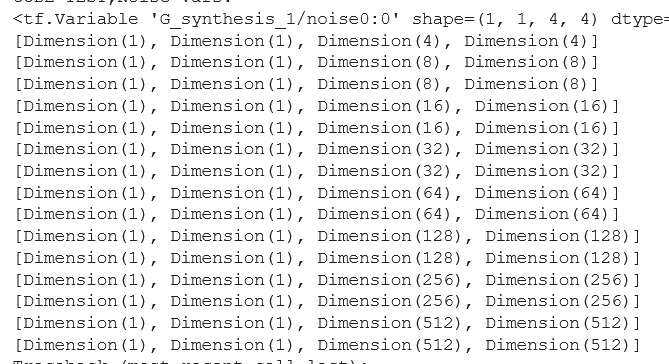 <tf.Variable 'G_synthesis_1/noise0:0' shape=(1, 1, 4, 4) dtype=
[Dimension(1), Dimension(1), Dimension(4), Dimension(4)]
[Dimension(1), Dimension(1), Dimension(8), Dimension(8)]
[Dimension(1), Dimension(1), Dimension(8), Dimension(8)]
[Dimension(1), Dimension(1), Dimension(16), Dimension(16)]
[Dimension(1), Dimension(1), Dimension(16), Dimension(16)]
[Dimension(1), Dimension(1), Dimension(32), Dimension(32)]
[Dimension(1), Dimension(1), Dimension(32), Dimension(32)]
[Dimension(1), Dimension(1), Dimension(64), Dimension(64)]
[Dimension(1), Dimension(1), Dimension(64), Dimension(64)]
[Dimension(1), Dimension(1), Dimension(128), Dimension(128)]
[Dimension(1), Dimension(1), Dimension(128), Dimension(128)]
[Dimension(1), Dimension(1), Dimension(256), Dimension(256)]
[Dimension(1), Dimension(1), Dimension(256), Dimension(256)]
[Dimension(1), Dimension(1), Dimension(512), Dimension(512)]
[Dimension(1), Dimension(1), Dimension(512), Dimension(512)]
Traceback (most recent call last):